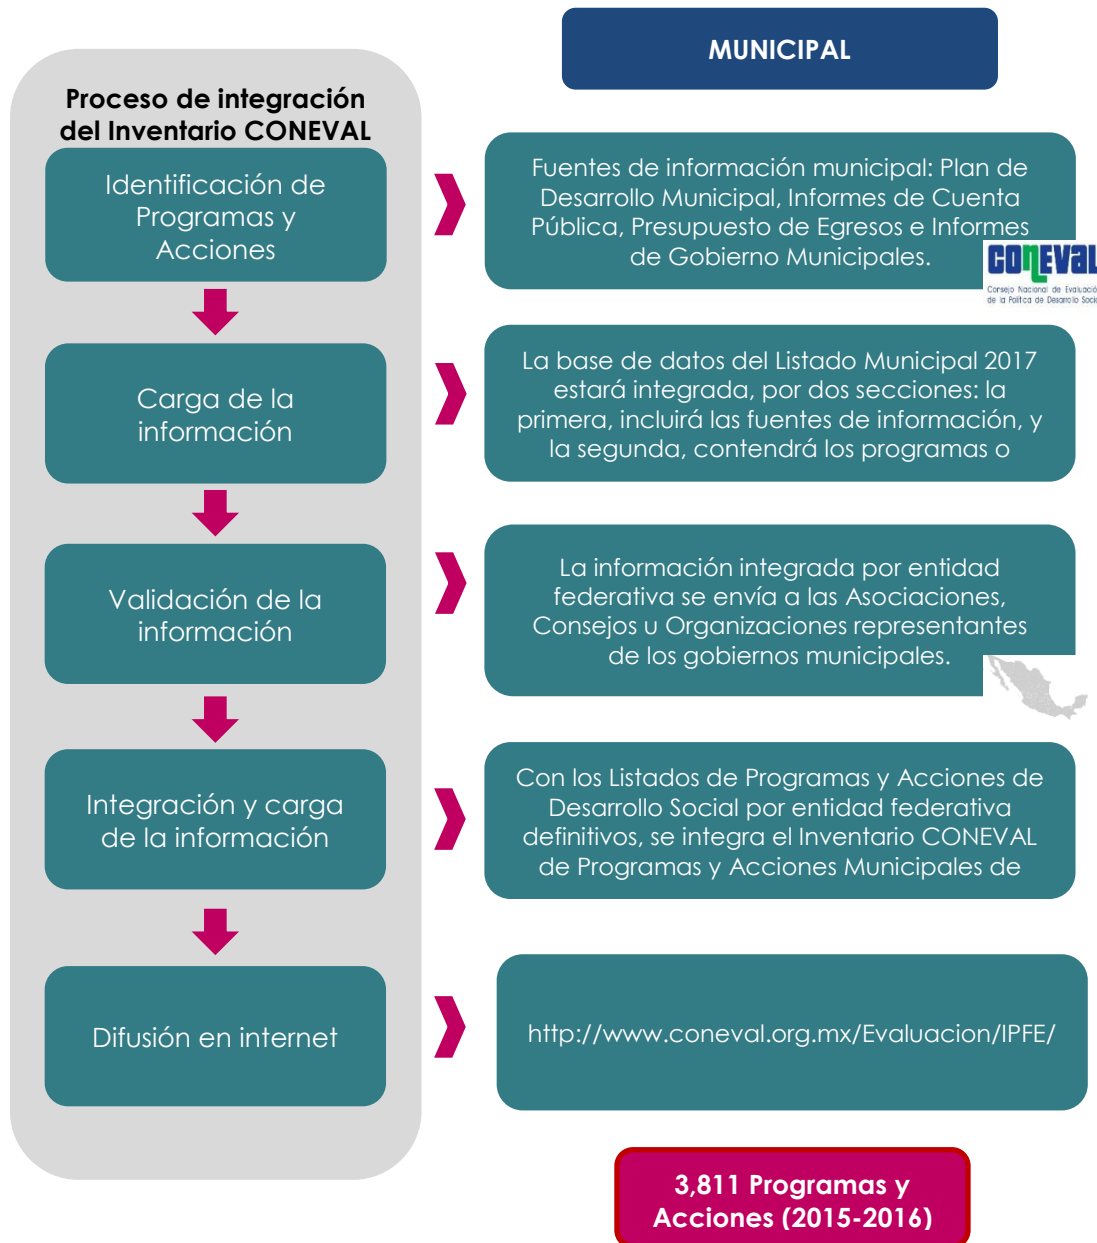 MUNICIPAL
Proceso de integración
del Inventario CONEVAL
Identificación de
Programas y
Acciones
Fuentes de información municipal: Plan de
Desarrollo Municipal, Informes de Cuenta
Pública, Presupuesto de Egresos e Informes
de Gobierno Municipales.
CONEVAL
Consejo Nacional de Evaluación
de la Política de Desarrollo Social
Carga de la
información
La base de datos del Listado Municipal 2017
estará integrada, por dos secciones: la
primera, incluirá las fuentes de información, y
la segunda, contendrá los programas o
Validación de la
información
La información integrada por entidad
federativa se envía a las Asociaciones,
Consejos u Organizaciones representantes
de los gobiernos municipales.
Integración y carga
de la información
Con los Listados de Programas y Acciones de
Desarrollo Social por entidad federativa
definitivos, se integra el Inventario CONEVAL
de Programas y Acciones Municipales de
Difusión en internet
http://www.coneval.org.mx/Evaluacion/IPFE/
3,811 Programas y
Acciones (2015-2016)